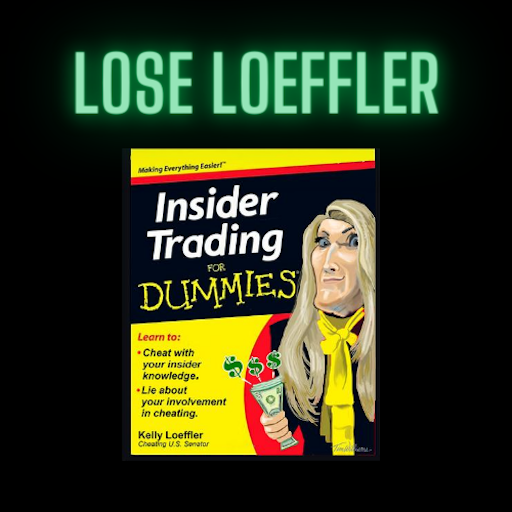 LOSE LOEFFLER
Making Everything Easier!™
Insider
Trading
FOR
DUMMIES
Learn to:
• Cheat with
your insider
knowledge.
• Lie about
your involvement
in cheating.
Kelly Loeffler
Cheating U.S. Senator
$ $ $